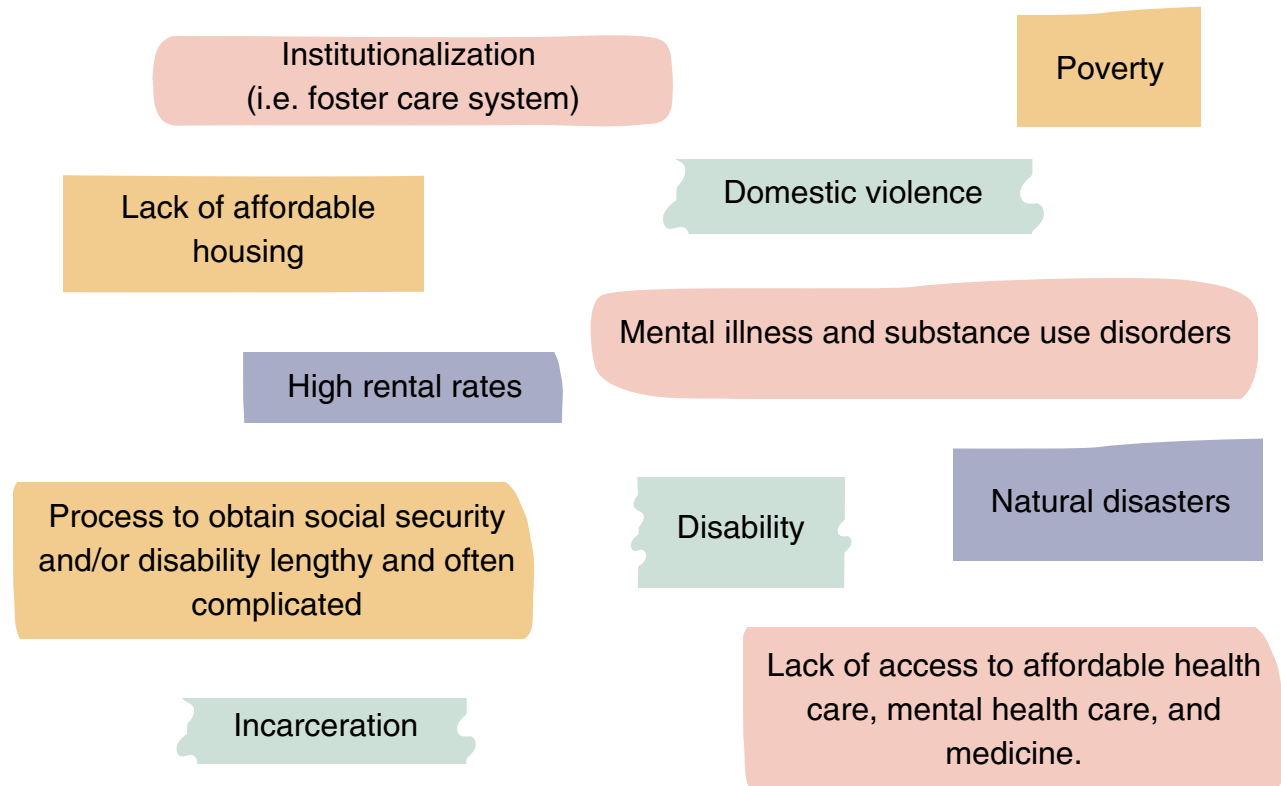 Institutionalization
(i.e. foster care system)
Poverty
Domestic violence
Lack of affordable
housing
Mental illness and substance use disorders
High rental rates
Natural disasters
Process to obtain social security
and/or disability lengthy and often
complicated
Disability
Lack of access to affordable health
care, mental health care, and
medicine.
Incarceration